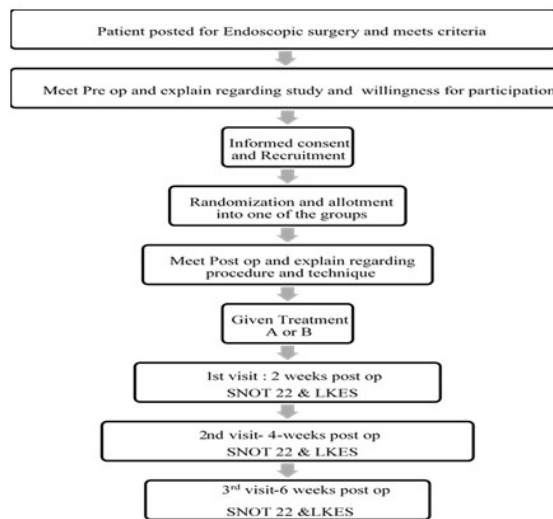 Patient posted for Endoscopic surgery and meets criteria
Meet Pre op and explain regarding study and willingness for participation
Informed consent
and Recruitment
Randomization and allotment
into one of the groups
Meet Post op and explain regarding
procedure and technique
Given Treatment
A or B
1st visit : 2 weeks post op
SNOT 22 & LKES
2nd visit- 4-weeks post op
SNOT 22 & LKES
3rd visit-6 weeks post op
SNOT 22 &LKES